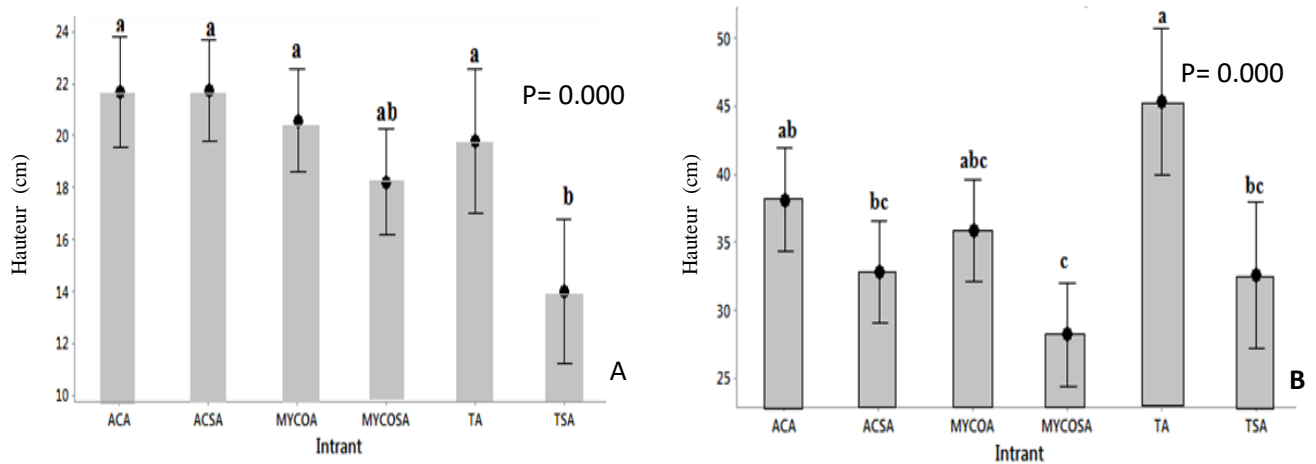 24
22
20
18
16
14
12
10
Hauteur (cm)
a
a
a
ab
a
b
P= 0.000
A
ACA
ACSA
MYCOA
MYCOSA
TA
TSA
Intrant
50
45
40
35
30
25
Hauteur (cm)
ab
bc
abc
c
a
bc
P= 0.000
B
ACA
ACSA
MYCOA
MYCOSA
TA
TSA
Intrant